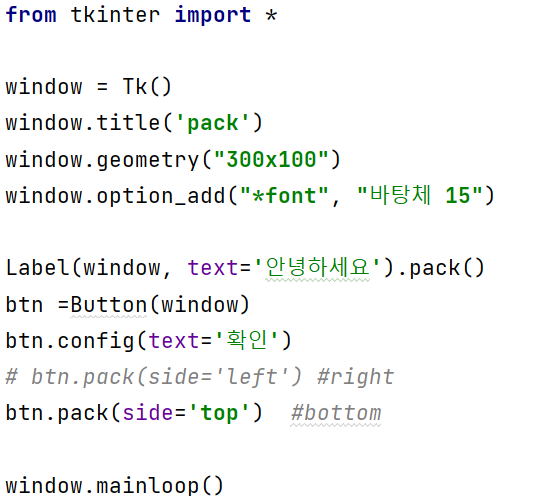 from tkinter import *
window = Tk()
window.title('pack')
window.geometry("300x100")
window.option_add("*font", "바탕체 15")
Label(window, text='안녕하세요').pack()
btn =Button(window)
btn.config(text='확인')
# btn.pack(side='left') #right
btn.pack(side='top')  #bottom
window.mainloop()